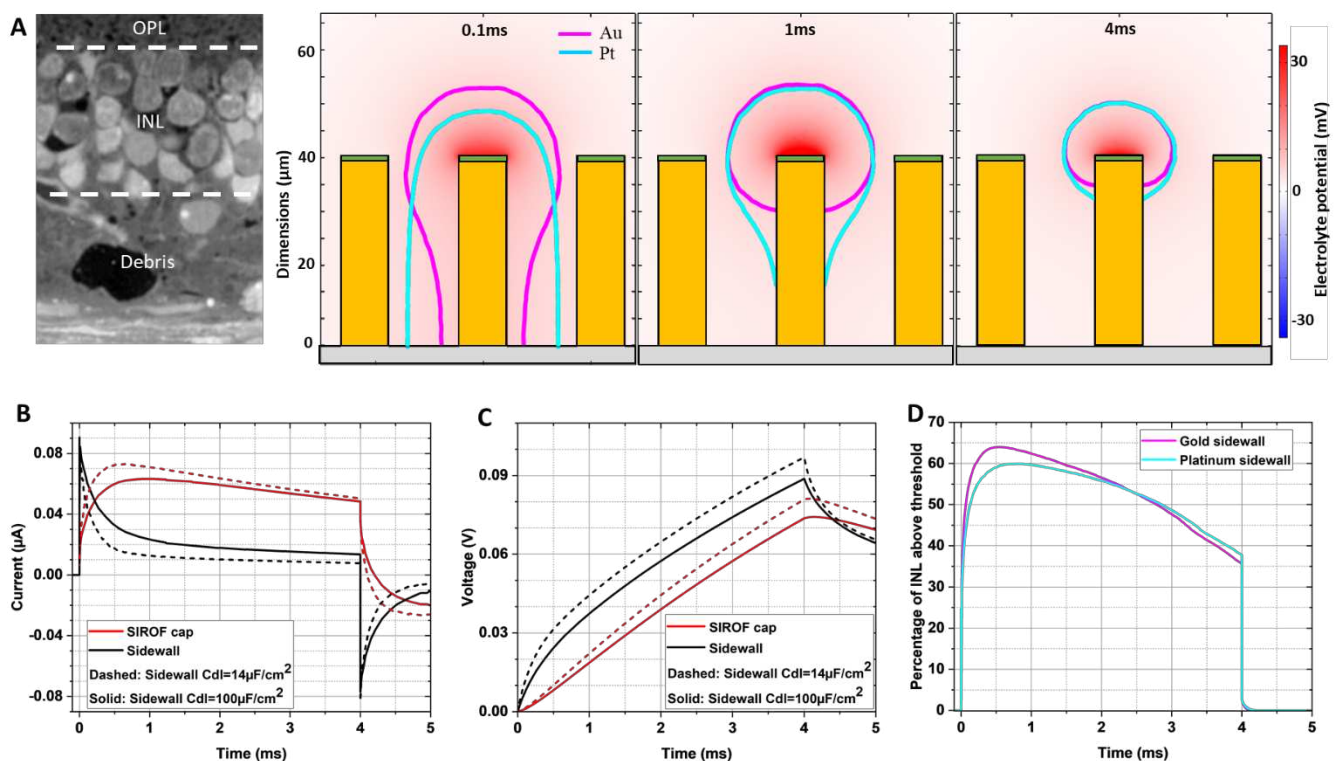 A
OPL
INL
Debris
Dimensions (µm)
60
40
20
0
0.1ms
Au
Pt
1ms
4ms
30
0
-30
Electrolyte potential (mV)
B
Current (µA)
0.08
0.04
0.00
-0.04
-0.08
SIROF cap
Sidewall
Dashed: Sidewall Cdl=14µF/cm²
Solid: Sidewall Cdl=100µF/cm²
0 1 2 3 4 5
Time (ms)
C
Voltage (V)
0.09
0.06
0.03
0.00
SIROF cap
Sidewall
Dashed: Sidewall Cdl=14µF/cm²
Solid: Sidewall Cdl=100µF/cm²
0 1 2 3 4 5
Time (ms)
D
Percentage of INL above threshold
70
60
50
40
30
20
10
0
Gold sidewall
Platinum sidewall
0 1 2 3 4 5
Time (ms)